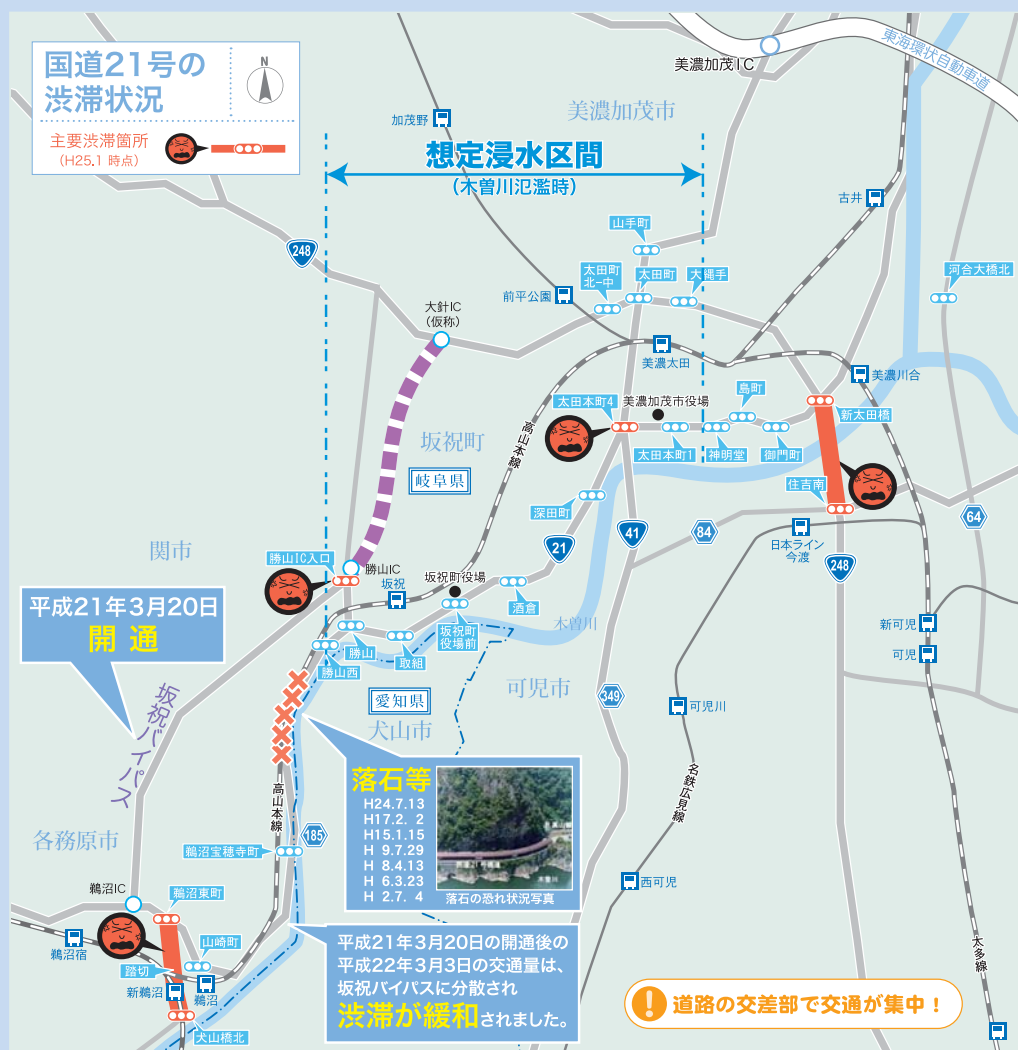 国道21号の
渋滞状況
N
主要渋滞箇所
(H25.1 時点)
美濃加茂IC
東海環状自動車道
加茂野
美濃加茂市
想定浸水区間
(木曽川氾濫時)
古井
山手町
248
太田町
北-中
太田町
大縄手
河合大橋北
前平公園
大針IC
(仮称)
美濃太田
美濃川合
島町
太田本町4
美濃加茂市役場
新太田橋
高山本線
坂祝町
太田本町1
神明堂
御門町
岐阜県
住吉南
深田町
64
84
41
21
日本ライン
今渡
関市
勝山IC入口
勝山IC
坂祝
坂祝町役場
248
平成21年3月20日
開通
酒倉
木曽川
新可児
坂祝町
役場前
勝山
取組
可児
勝山西
愛知県
可児市
349
可児川
坂祝バイパス
犬山市
落石等
H24.7.13
H17.2. 2
H15.1.15
H 9.7.29
H 8.4.13
H 6.3.23
H 2.7. 4
落石の恐れ状況写真
名鉄広見線
高山本線
185
各務原市
鵜沼宝穂寺町
西可児
鵜沼IC
鵜沼東町
平成21年3月20日の開通後の
平成22年3月3日の交通量は、
坂祝バイパスに分散され
渋滞が緩和されました。
山崎町
鵜沼宿
踏切
新鵜沼
鵜沼
太多線
犬山橋北
! 道路の交差部で交通が集中！